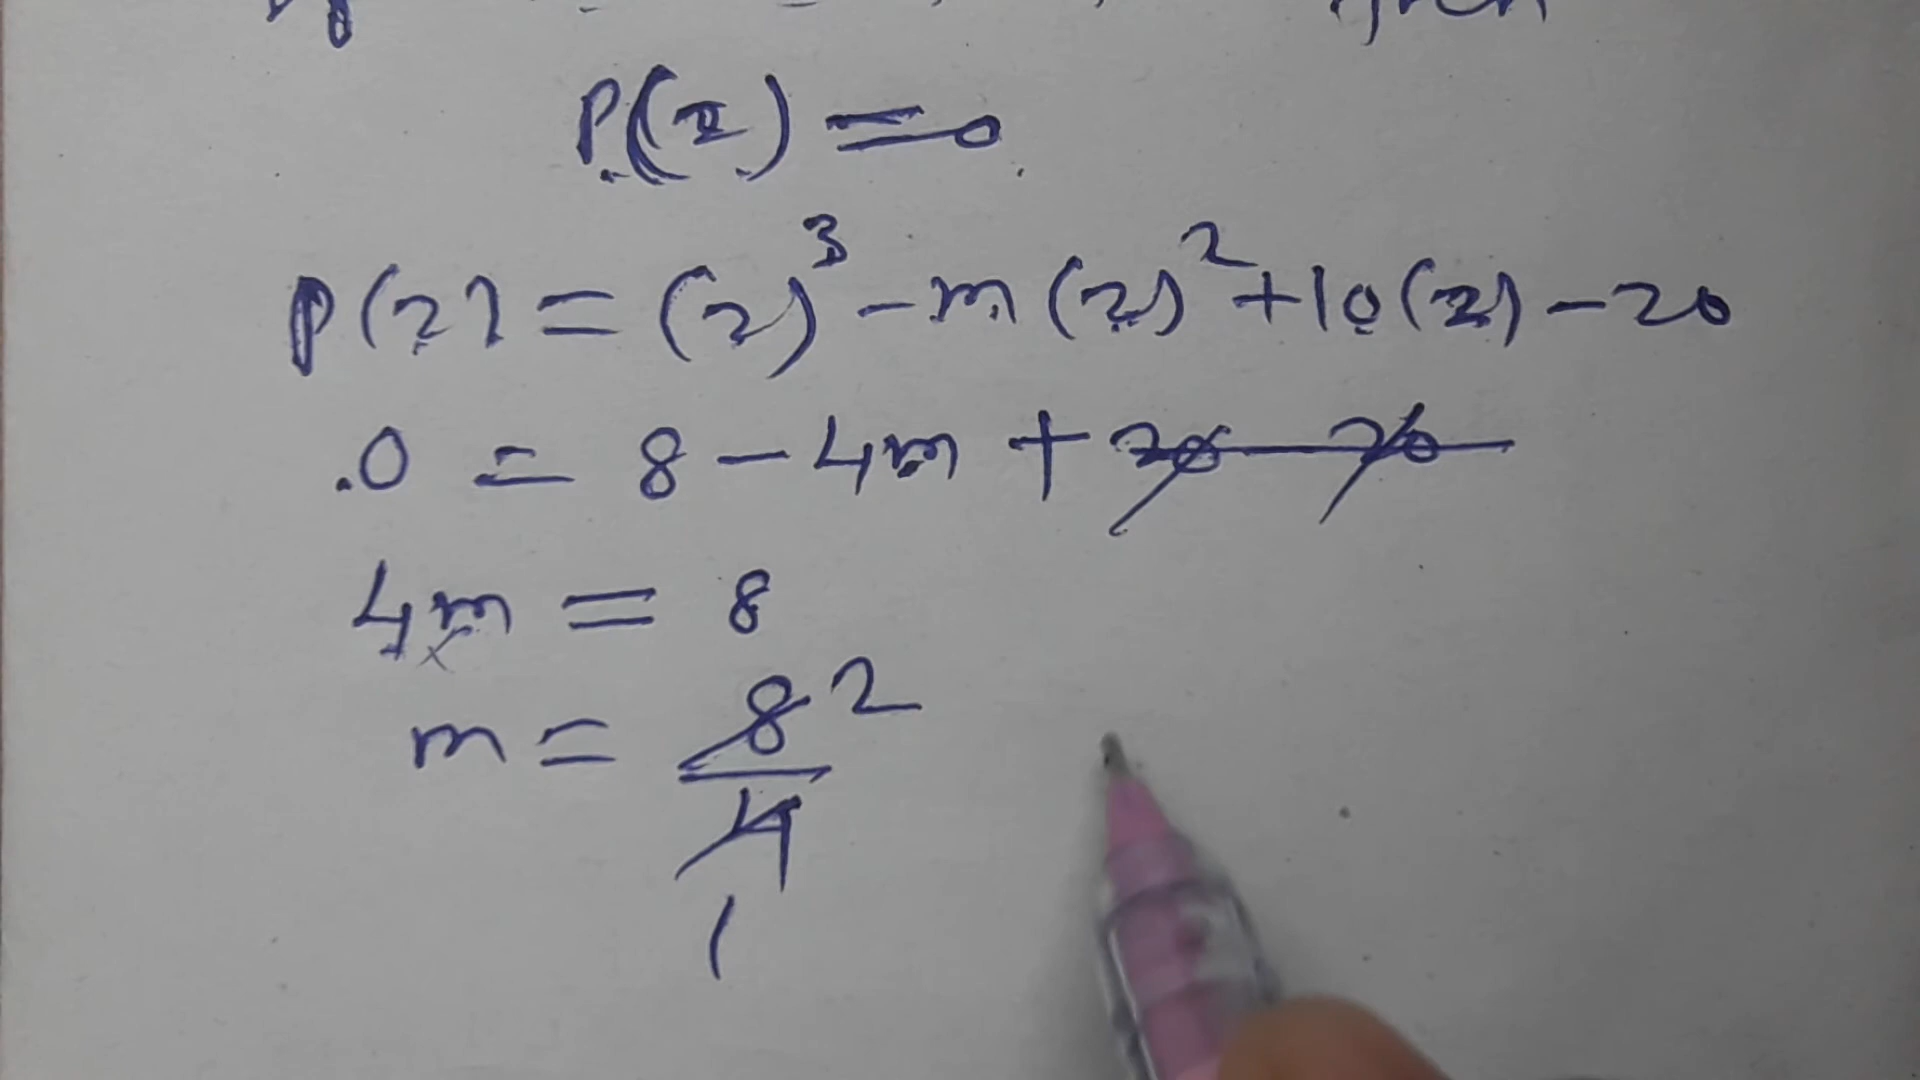 P(2) = 0
P(2) = (2)³ - m(2)² + 10(2) - 20
0 = 8 - 4m + 20 - 20
4m = 8
m = 8 2
4
1